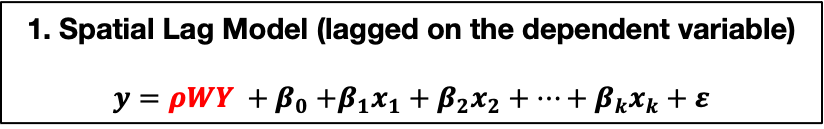 1. Spatial Lag Model (lagged on the dependent variable)
y = ρWY + β₀ +β₁x₁ + β₂x₂ + ⋯ + βₖxₖ + ε